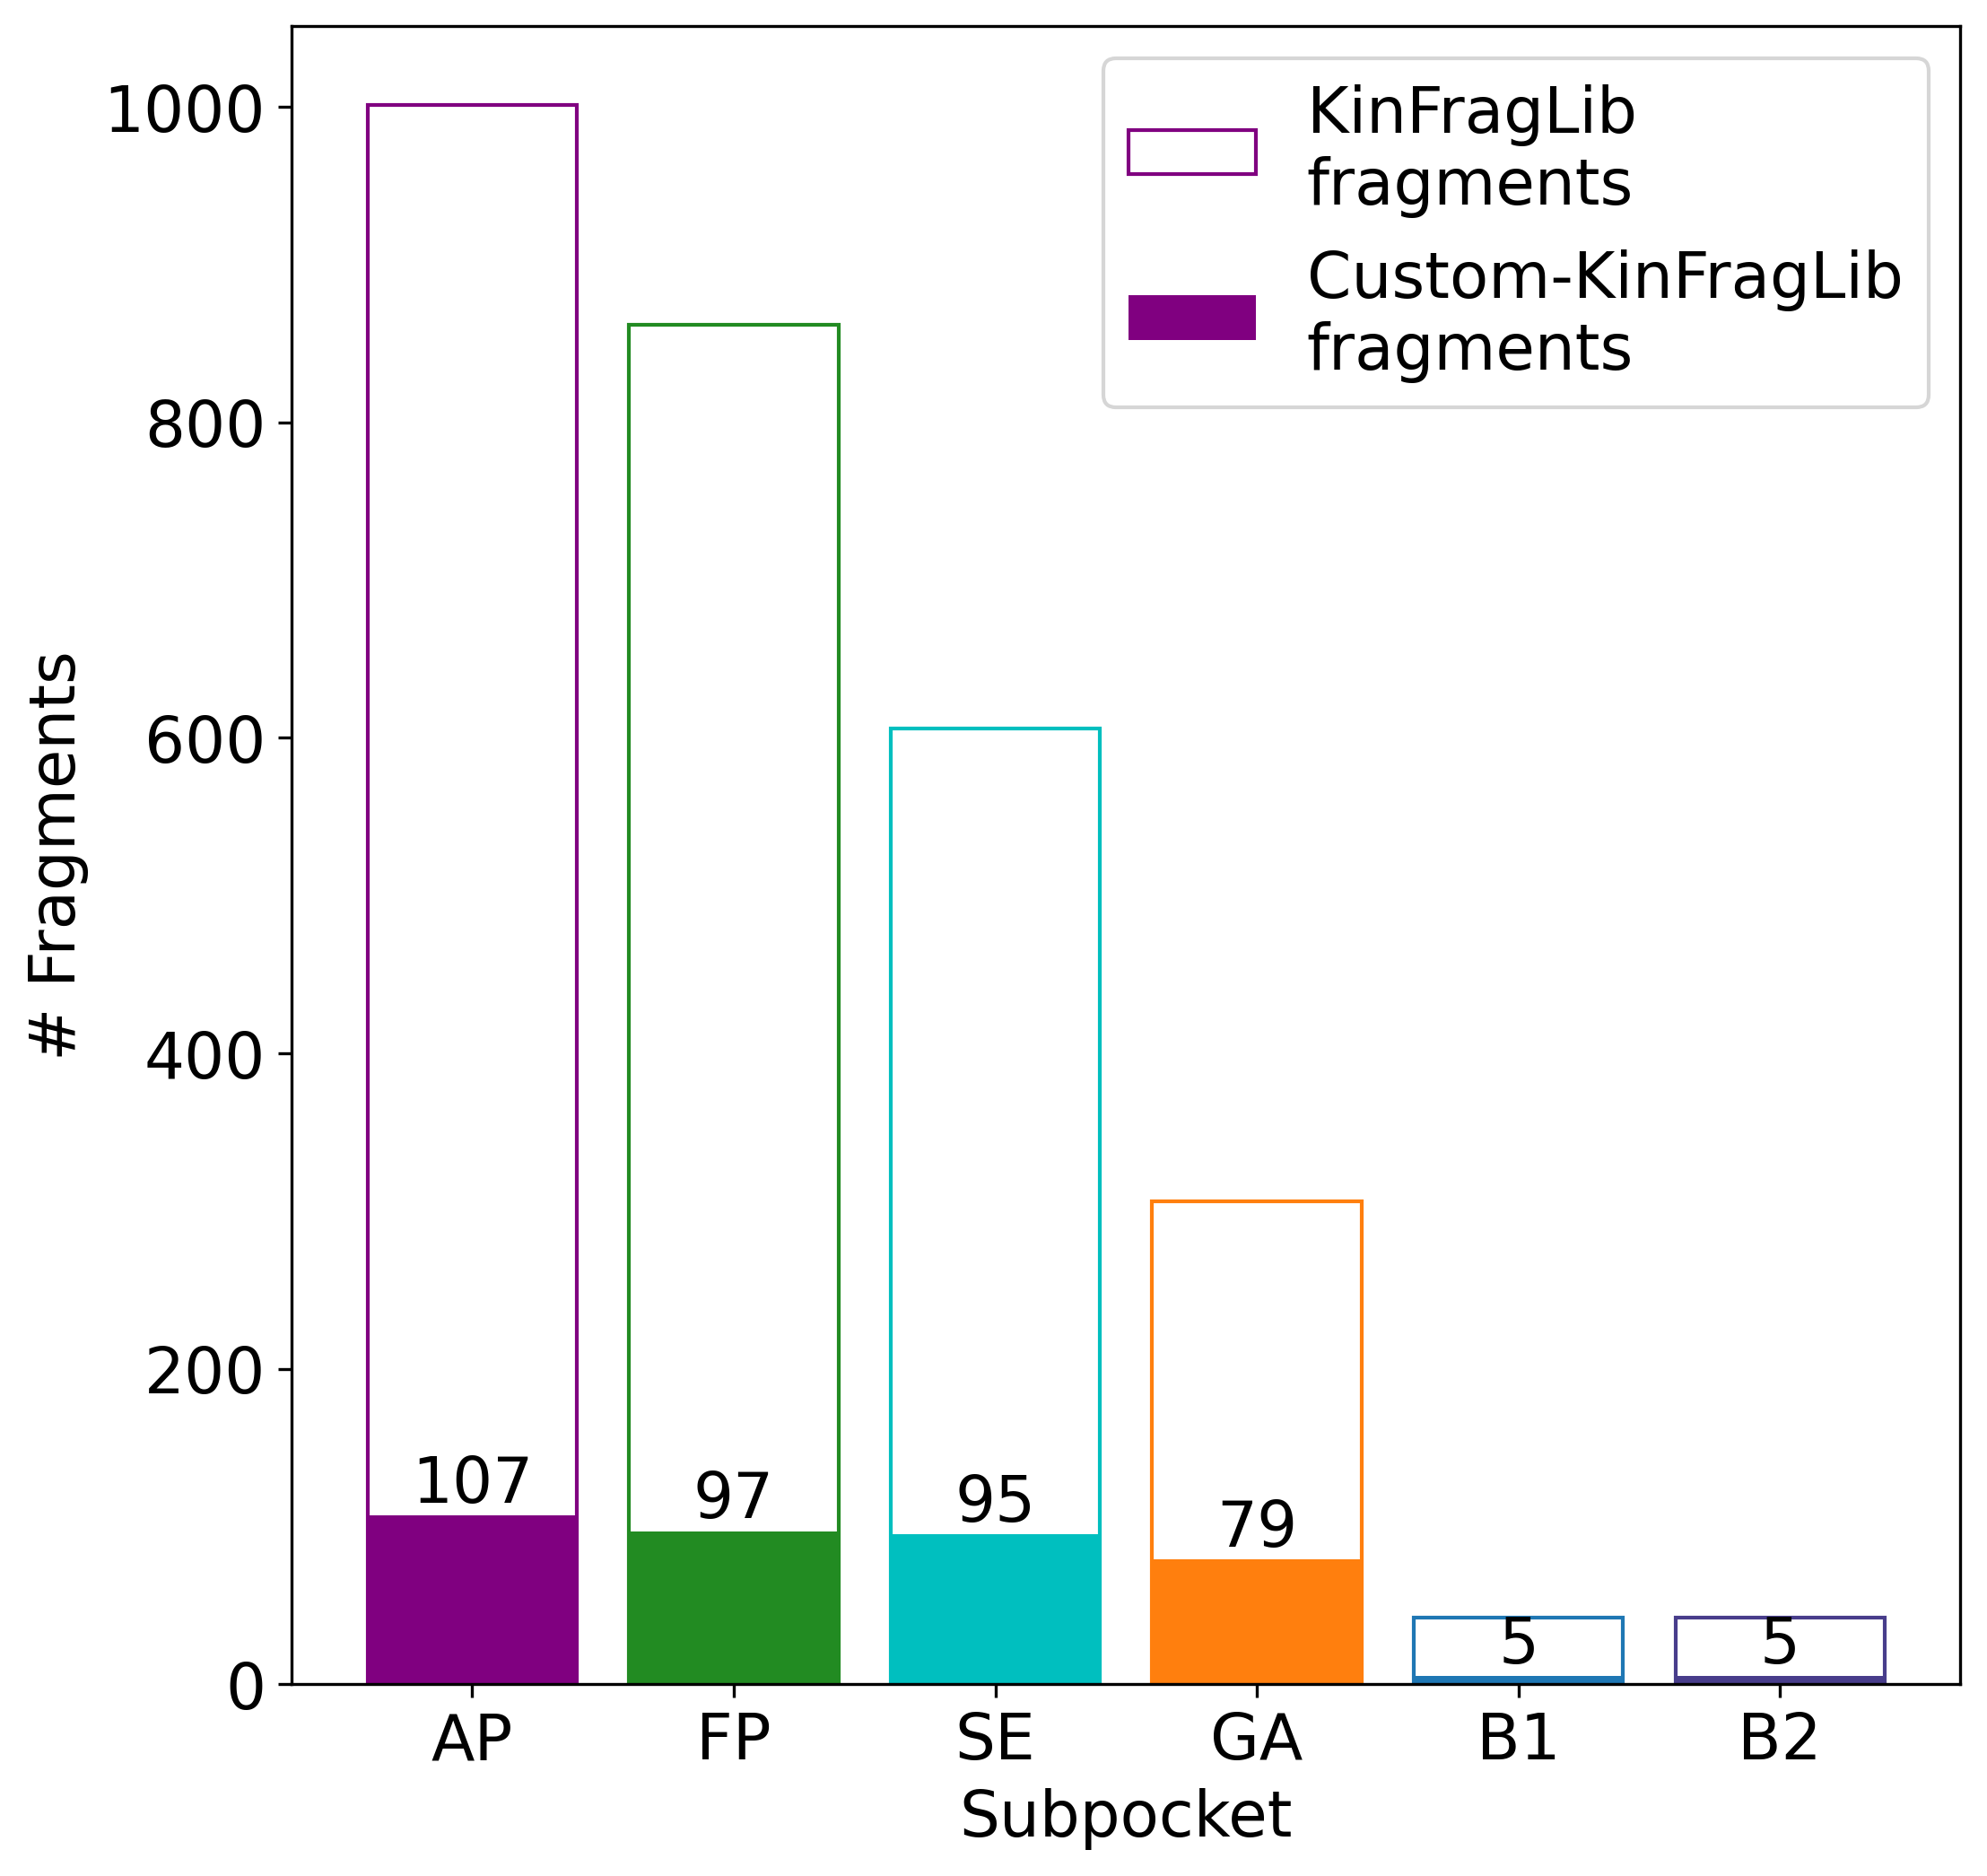 KinFragLib
fragments
Custom-KinFragLib
fragments
# Fragments
1000
800
600
400
200
0
107
97
95
79
5
5
AP
FP
SE
GA
B1
B2
Subpocket